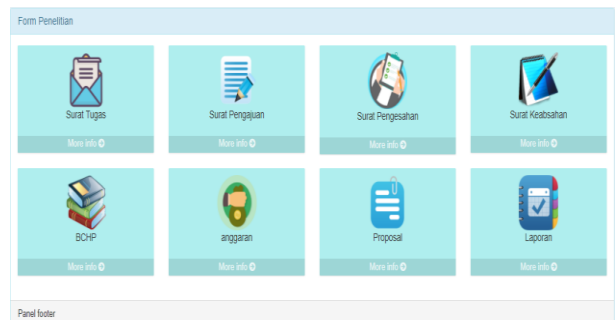 Form Penelitian
Surat Tugas
Surat Pengajuan
Surat Pengesahan
Surat Keabsahan
More info
More info
More info
More info
BCHP
anggaran
Proposal
Laporan
More info
More info
More info
More info
Panel footer